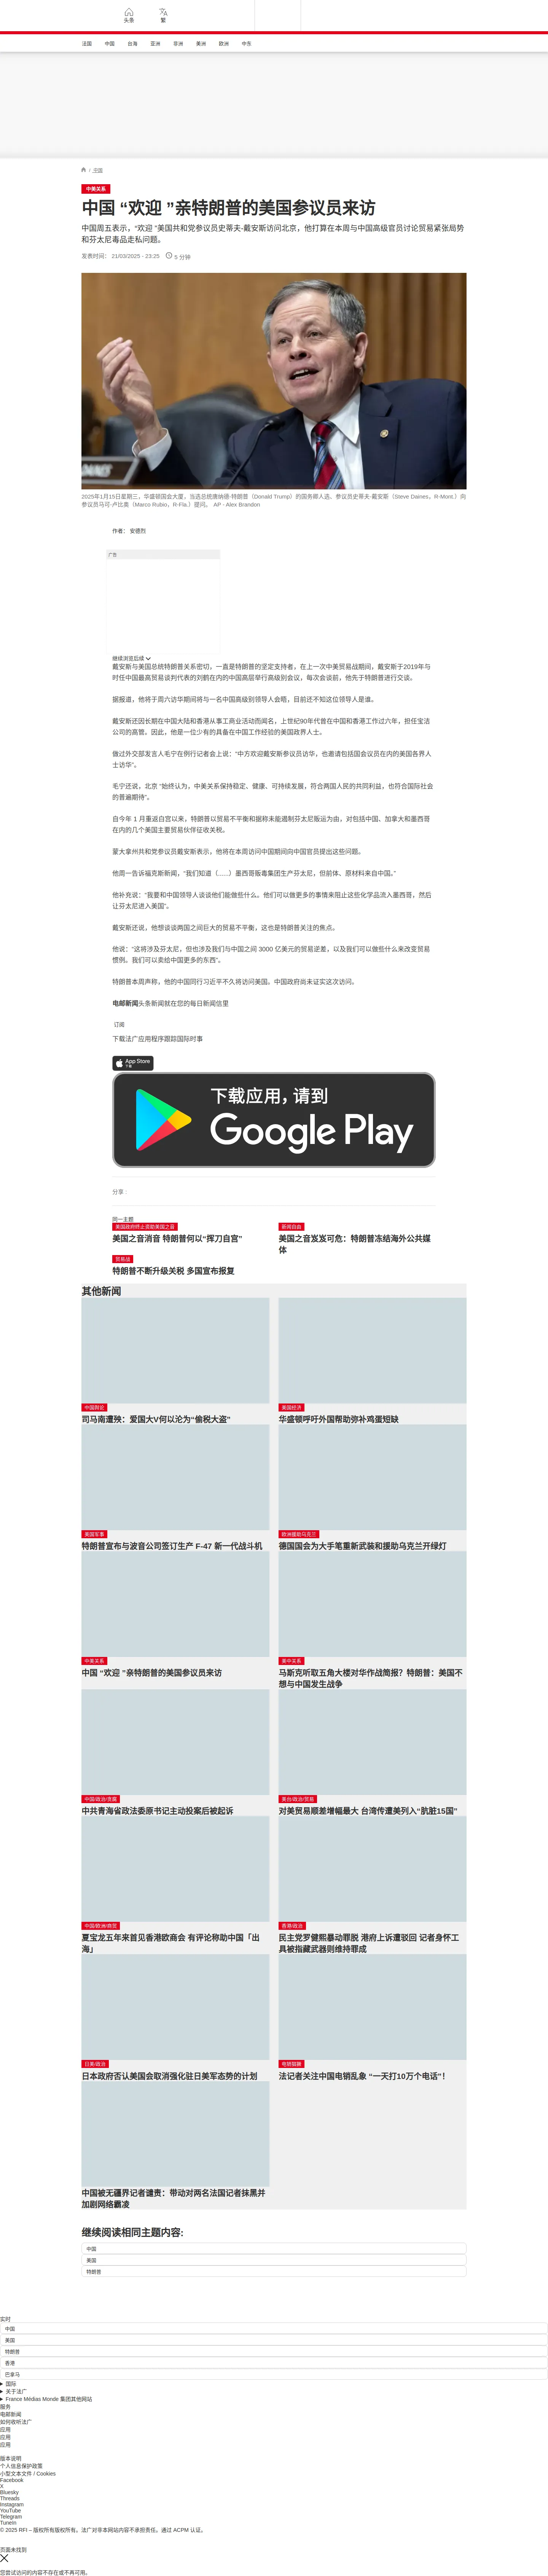 头条
繁
法国
中国
台海
亚洲
非洲
美洲
欧洲
中东
/ 中国
中美关系
中国 “欢迎 ”亲特朗普的美国参议员来访
中国周五表示，“欢迎 ”美国共和党参议员史蒂夫-戴安斯访问北京，他打算在本周与中国高级官员讨论贸易紧张局势
和芬太尼毒品走私问题。
发表时间： 21/03/2025 - 23:25
5 分钟
2025年1月15日星期三，华盛顿国会大厦，当选总统唐纳德-特朗普（Donald Trump）的国务卿人选、参议员史蒂夫-戴安斯（Steve Daines，R-Mont.）向
参议员马可-卢比奥（Marco Rubio，R-Fla.）提问。 AP - Alex Brandon
作者： 安德烈
广告
继续浏览后续
戴安斯与美国总统特朗普关系密切，一直是特朗普的坚定支持者，在上一次中美贸易战期间，戴安斯于2019年与
时任中国最高贸易谈判代表的刘鹤在内的中国高层举行高级别会议，每次会谈前，他先于特朗普进行交谈。
据报道，他将于周六访华期间将与一名中国高级别领导人会晤，目前还不知这位领导人是谁。
戴安斯还因长期在中国大陆和香港从事工商业活动而闻名，上世纪90年代曾在中国和香港工作过六年，担任宝洁
公司的高管。因此，他是一位少有的具备在中国工作经验的美国政界人士。
做过外交部发言人毛宁在例行记者会上说：“中方欢迎戴安斯参议员访华，也邀请包括国会议员在内的美国各界人
士访华”。
毛宁还说，北京 “始终认为，中美关系保持稳定、健康、可持续发展，符合两国人民的共同利益，也符合国际社会
的普遍期待”。
自今年 1 月重返白宫以来，特朗普以贸易不平衡和据称未能遏制芬太尼贩运为由，对包括中国、加拿大和墨西哥
在内的几个美国主要贸易伙伴征收关税。
蒙大拿州共和党参议员戴安斯表示，他将在本周访问中国期间向中国官员提出这些问题。
他周一告诉福克斯新闻，“我们知道（......）墨西哥贩毒集团生产芬太尼，但前体、原材料来自中国。”
他补充说：“我要和中国领导人谈谈他们能做些什么。他们可以做更多的事情来阻止这些化学品流入墨西哥，然后
让芬太尼进入美国”。
戴安斯还说，他想谈谈两国之间巨大的贸易不平衡，这也是特朗普关注的焦点。
他说：“这将涉及芬太尼，但也涉及我们与中国之间 3000 亿美元的贸易逆差，以及我们可以做些什么来改变贸易
惯例。我们可以卖给中国更多的东西”。
特朗普本周声称，他的中国同行习近平不久将访问美国。中国政府尚未证实这次访问。
电邮新闻头条新闻就在您的每日新闻信里
订阅
下载法广应用程序跟踪国际时事
App Store
下载
下载应用，请到
Google Play
分享 :
同一主题
美国政府终止资助美国之音
美国之音消音 特朗普何以“挥刀自宫”
新闻自由
美国之音岌岌可危：特朗普冻结海外公共媒
体
贸易战
特朗普不断升级关税 多国宣布报复
其他新闻
中国舆论
司马南遭殃：爱国大V何以沦为“偷税大盗”
美国经济
华盛顿呼吁外国帮助弥补鸡蛋短缺
美国军事
特朗普宣布与波音公司签订生产 F-47 新一代战斗机
欧洲援助乌克兰
德国国会为大手笔重新武装和援助乌克兰开绿灯
中美关系
中国 “欢迎 ”亲特朗普的美国参议员来访
美中关系
马斯克听取五角大楼对华作战简报？特朗普：美国不
想与中国发生战争
中国/政治/贪腐
中共青海省政法委原书记主动投案后被起诉
美台/政治/贸易
对美贸易顺差增幅最大 台湾传遭美列入“肮脏15国”
中国/欧洲/商贸
夏宝龙五年来首见香港欧商会 有评论称助中国「出
海」
香港/政治
民主党罗健熙暴动罪脱 港府上诉遭驳回 记者身怀工
具被指藏武器则维持罪成
日美/政治
日本政府否认美国会取消强化驻日美军态势的计划
电销猖獗
法记者关注中国电销乱象 "一天打10万个电话"！
中国被无疆界记者谴责：带动对两名法国记者抹黑并
加剧网络霸凌
继续阅读相同主题内容:
中国
美国
特朗普
实时
中国
美国
特朗普
香港
巴拿马
国际
关于法广
France Médias Monde 集团其他网站
服务
电邮新闻
如何收听法广
应用
应用
应用
版本说明
个人信息保护政策
小型文本文件 / Cookies
Facebook
X
Bluesky
Threads
Instagram
YouTube
Telegram
TuneIn
© 2025 RFI – 版权所有版权所有。法广对非本网站内容不承担责任。通过 ACPM 认证。
页面未找到
您尝试访问的内容不存在或不再可用。